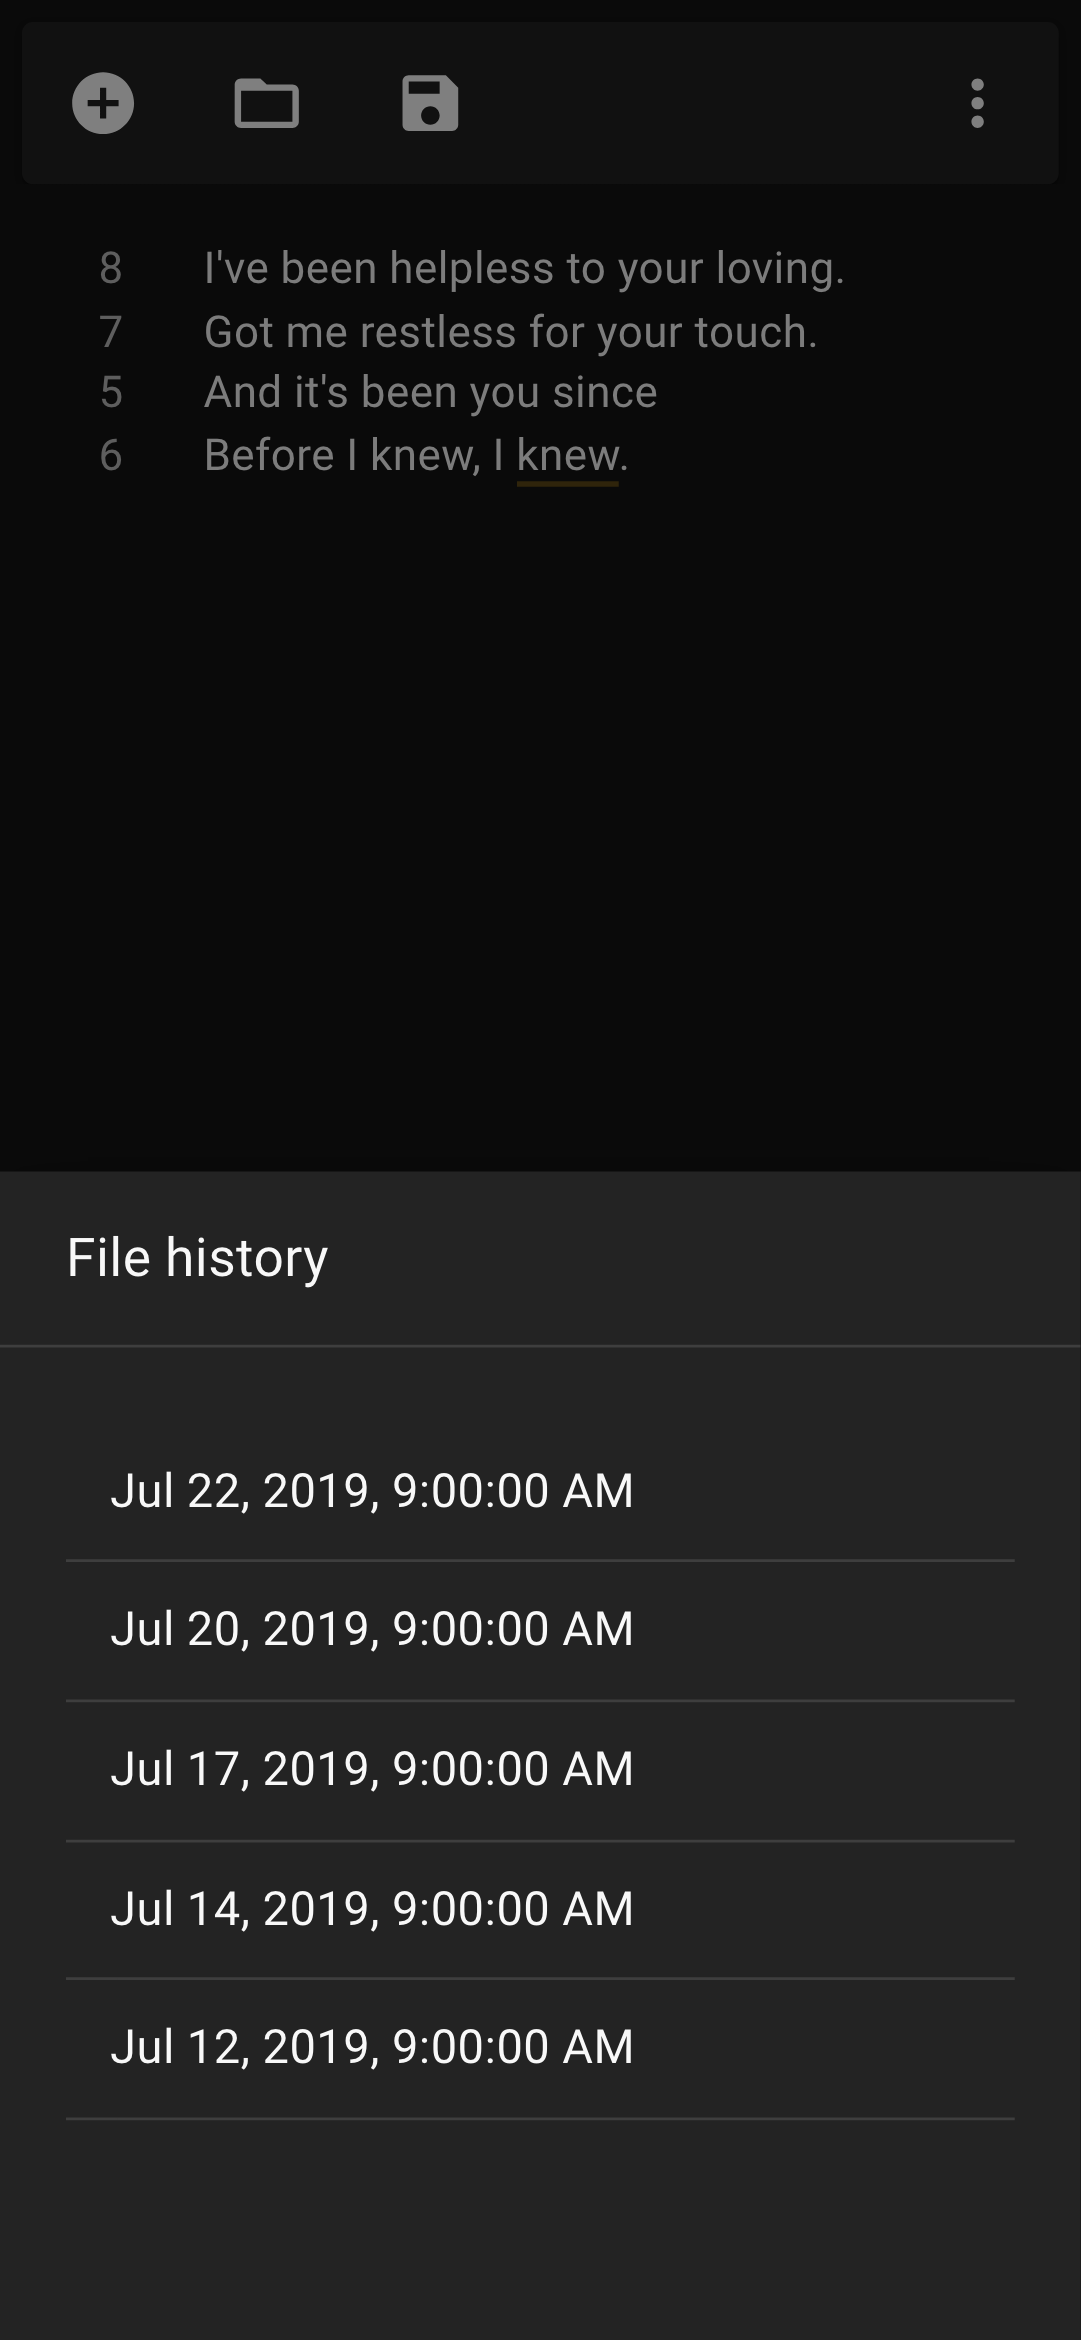 8 I've been helpless to your loving.
7 Got me restless for your touch.
5 And it's been you since
6 Before I knew, I knew.
File history
Jul 22, 2019, 9:00:00 AM
Jul 20, 2019, 9:00:00 AM
Jul 17, 2019, 9:00:00 AM
Jul 14, 2019, 9:00:00 AM
Jul 12, 2019, 9:00:00 AM